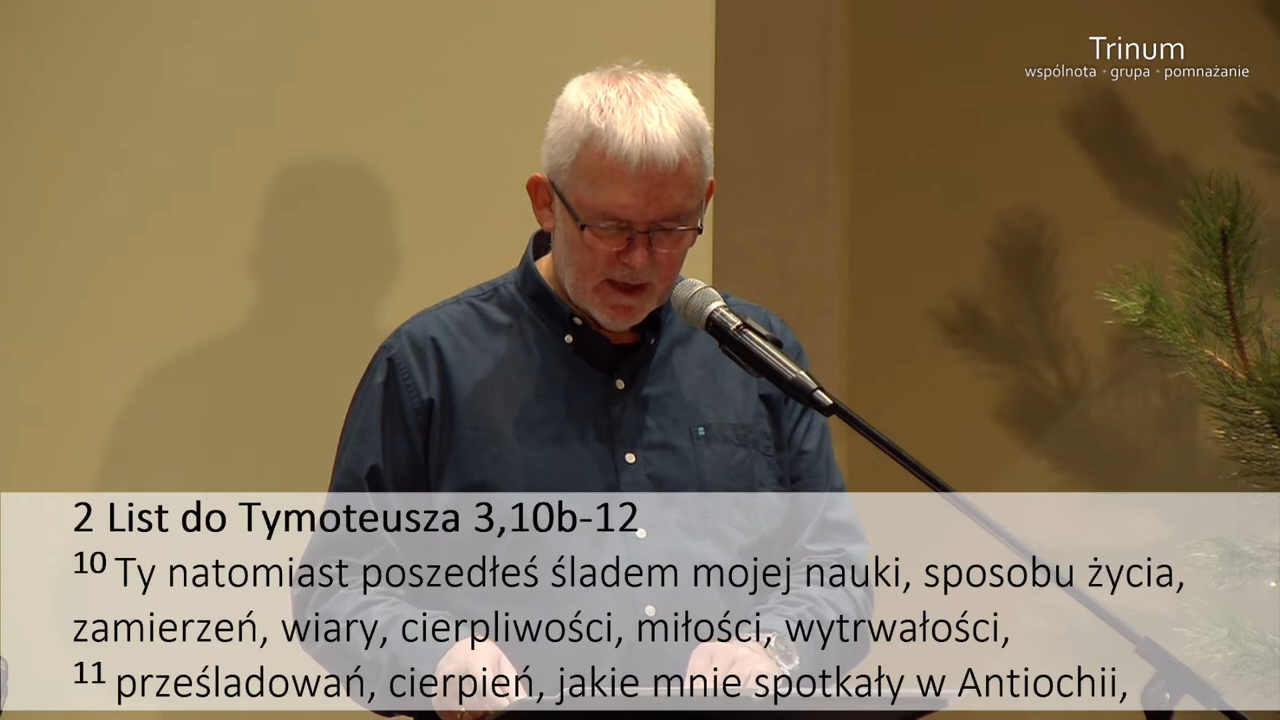 Trinum
wspólnota • grupa • pomnażanie
2 List do Tymoteusza 3,10b-12
10 Ty natomiast poszedłeś śladem mojej nauki, sposobu życia,
zamierzeń, wiary, cierpliwości, miłości, wytrwałości,
11 prześladowań, cierpień, jakie mnie spotkały w Antiochii,